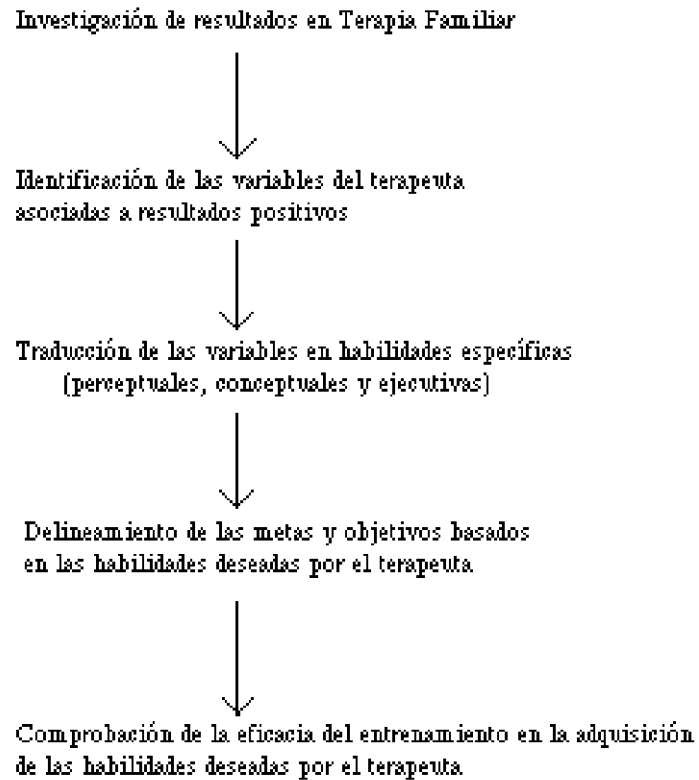 Investigación de resultados en Terapia Familiar
Identificación de las variables del terapeuta
asociadas a resultados positivos
Traducción de las variables en habilidades específicas
(perceptuales, conceptuales y ejecutivas)
Delineamiento de las metas y objetivos basados
en las habilidades deseadas por el terapeuta
Comprobación de la eficacia del entrenamiento en la adquisición
de las habilidades deseadas por el terapeuta